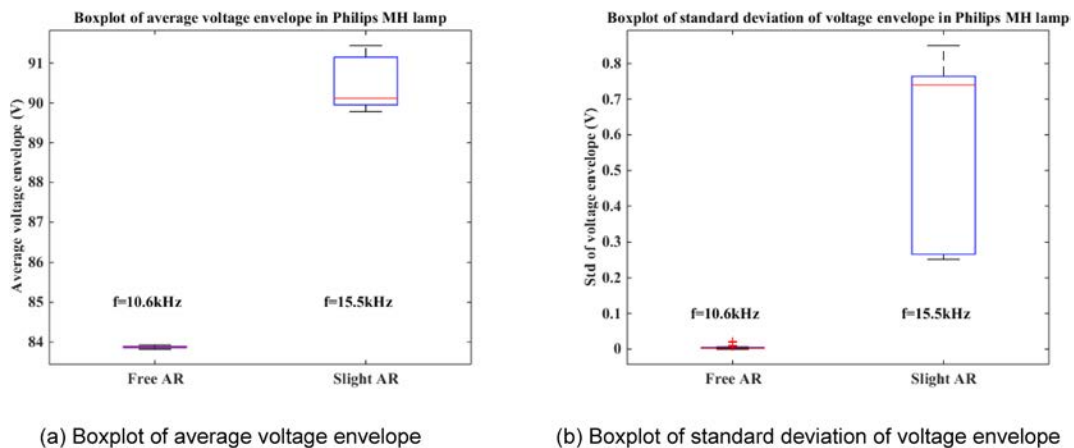 Boxplot of average voltage envelope in Philips MH lamp
Average voltage envelope (V)
91
90
89
88
87
86
85
84
f=10.6kHz
f=15.5kHz
Free AR
Slight AR
(a) Boxplot of average voltage envelope
Boxplot of standard deviation of voltage envelope in Philips MH lamp
Std of voltage envelope (V)
0.8
0.7
0.6
0.5
0.4
0.3
0.2
0.1
0
f=10.6kHz
f=15.5kHz
Free AR
Slight AR
(b) Boxplot of standard deviation of voltage envelope